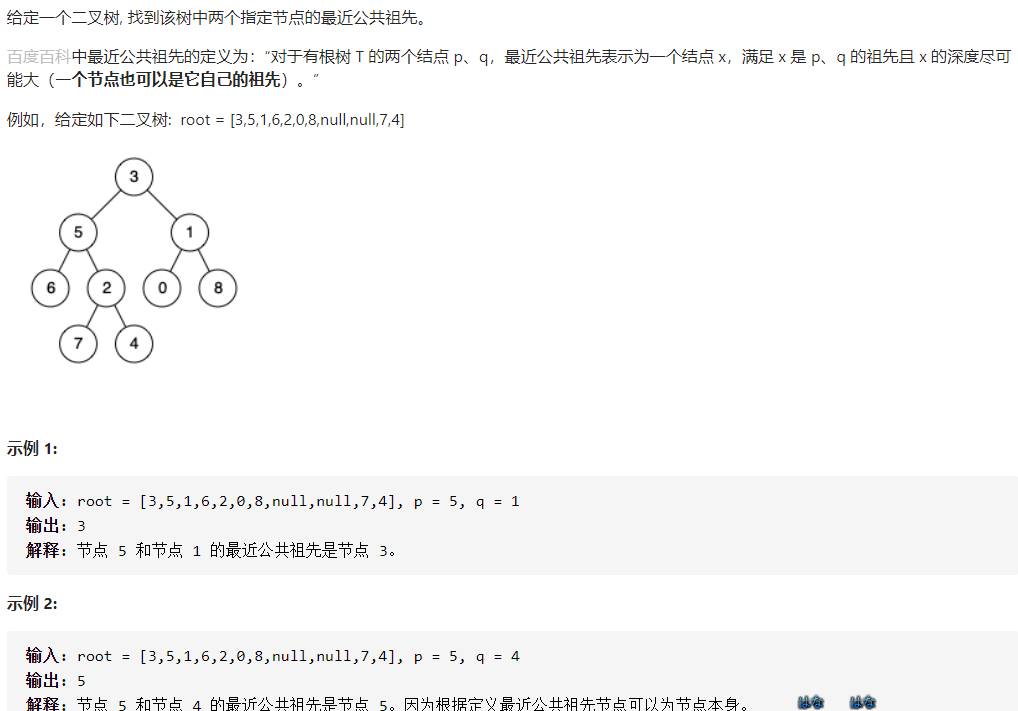 给定一个二叉树, 找到该树中两个指定节点的最近公共祖先。
百度百科中最近公共祖先的定义为：“对于有根树 T 的两个结点 p、q，最近公共祖先表示为一个结点 x，满足 x 是 p、q 的祖先且 x 的深度尽可
能大（一个节点也可以是它自己的祖先）。”
例如，给定如下二叉树: root = [3,5,1,6,2,0,8,null,null,7,4]
3
5 1
6 2 0 8
7 4
示例 1:
输入: root = [3,5,1,6,2,0,8,null,null,7,4], p = 5, q = 1
输出: 3
解释: 节点 5 和节点 1 的最近公共祖先是节点 3。
示例 2:
输入: root = [3,5,1,6,2,0,8,null,null,7,4], p = 5, q = 4
输出: 5
解释: 节点 5 和节点 4 的最近公共祖先是节点 5。因为根据定义最近公共祖先节点可以为节点本身。